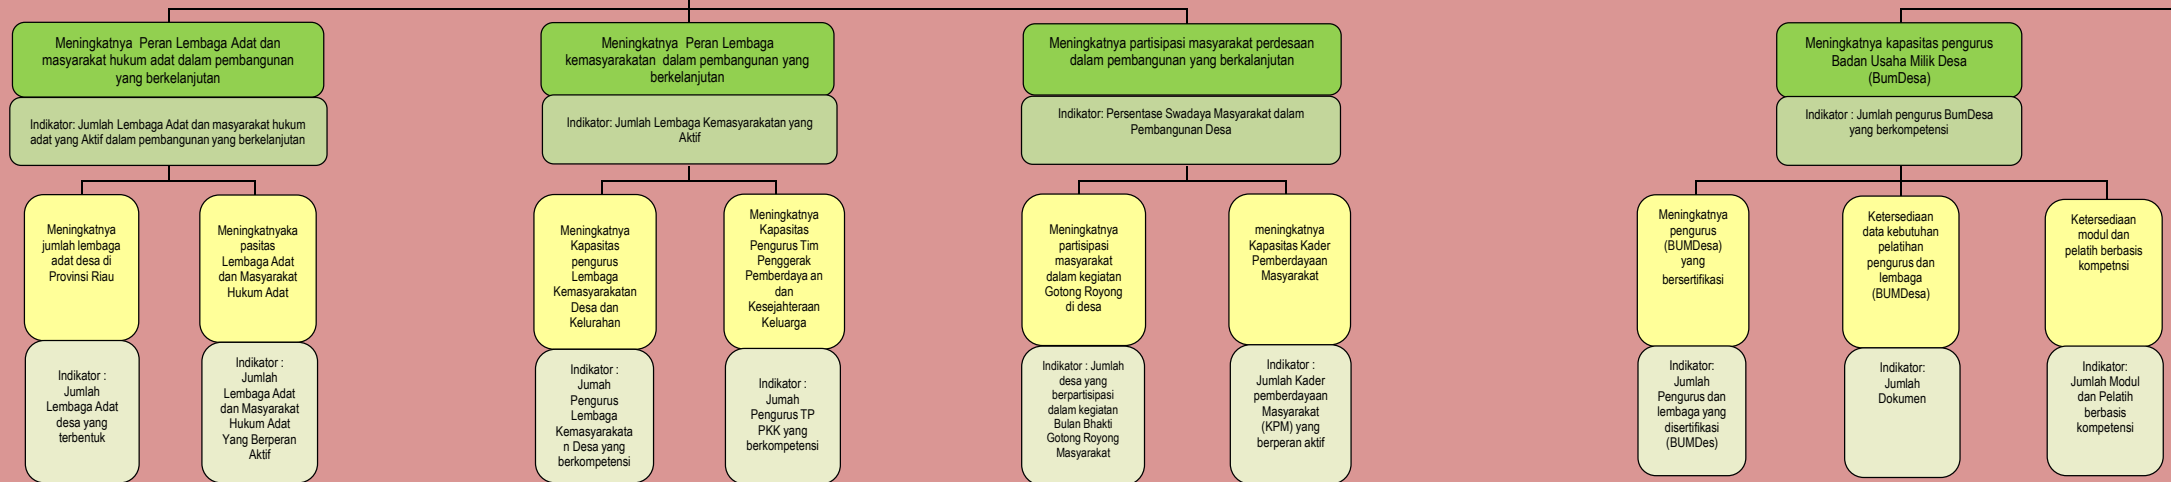 Meningkatnya Peran Lembaga Adat dan
masyarakat hukum adat dalam pembangunan
yang berkelanjutan
Indikator: Jumlah Lembaga Adat dan masyarakat hukum
adat yang Aktif dalam pembangunan yang berkelanjutan
Meningkatnya
jumlah lembaga
adat desa di
Provinsi Riau
Indikator :
Jumlah
Lembaga Adat
desa yang
terbentuk
Meningkatnyaka
pasitas
Lembaga Adat
dan Masyarakat
Hukum Adat
Indikator :
Jumlah
Lembaga Adat
dan Masyarakat
Hukum Adat
Yang Berperan
Aktif
Meningkatnya Peran Lembaga
kemasyarakatan dalam pembangunan yang
berkelanjutan
Indikator: Jumlah Lembaga Kemasyarakatan yang
Aktif
Meningkatnya
Kapasitas
pengurus
Lembaga
Kemasyarakatan
Desa dan
Kelurahan
Indikator :
Jumah
Pengurus
Lembaga
Kemasyarakata
n Desa yang
berkompetensi
Meningkatnya
Kapasitas
Pengurus Tim
Penggerak
Pemberdaya an
dan
Kesejahteraan
Keluarga
Indikator :
Jumah
Pengurus TP
PKK yang
berkompetensi
Meningkatnya partisipasi masyarakat perdesaan
dalam pembangunan yang berkalanjutan
Indikator: Persentase Swadaya Masyarakat dalam
Pembangunan Desa
Meningkatnya
partisipasi
masyarakat
dalam kegiatan
Gotong Royong
di desa
Indikator : Jumlah
desa yang
berpartisipasi
dalam kegiatan
Bulan Bhakti
Gotong Royong
Masyarakat
meningkatnya
Kapasitas Kader
Pemberdayaan
Masyarakat
Indikator :
Jumlah Kader
pemberdayaan
Masyarakat
(KPM) yang
berperan aktif
Meningkatnya kapasitas pengurus
Badan Usaha Milik Desa
(BumDesa)
Indikator : Jumlah pengurus BumDesa
yang berkompetensi
Meningkatnya
pengurus
(BUMDesa)
yang
bersertifikasi
Indikator:
Jumlah
Pengurus dan
lembaga yang
disertifikasi
(BUMDes)
Ketersediaan
data kebutuhan
pelatihan
pengurus dan
lembaga
(BUMDesa)
Indikator:
Jumlah
Dokumen
Ketersediaan
modul dan
pelatih berbasis
kompetnsi
Indikator:
Jumlah Modul
dan Pelatih
berbasis
kompetensi